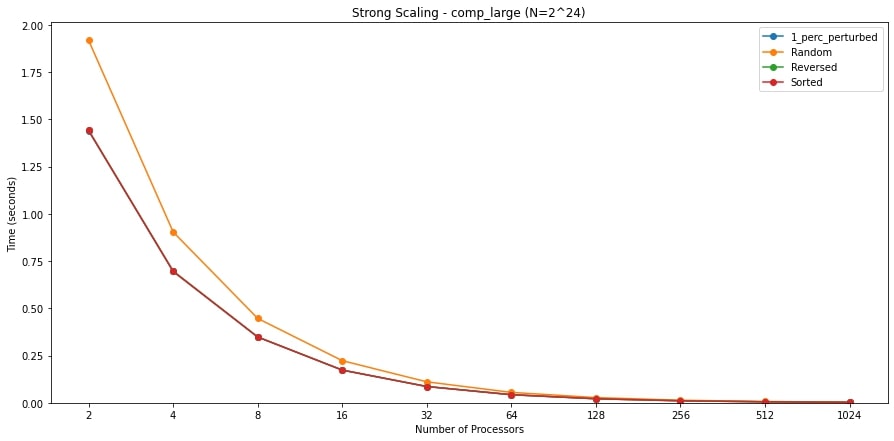 Strong Scaling - comp_large (N=2^24)
1_perc_perturbed
Random
Reversed
Sorted
Time (seconds)
2.00
1.75
1.50
1.25
1.00
0.75
0.50
0.25
0.00
2 4 8 16 32 64 128 256 512 1024
Number of Processors